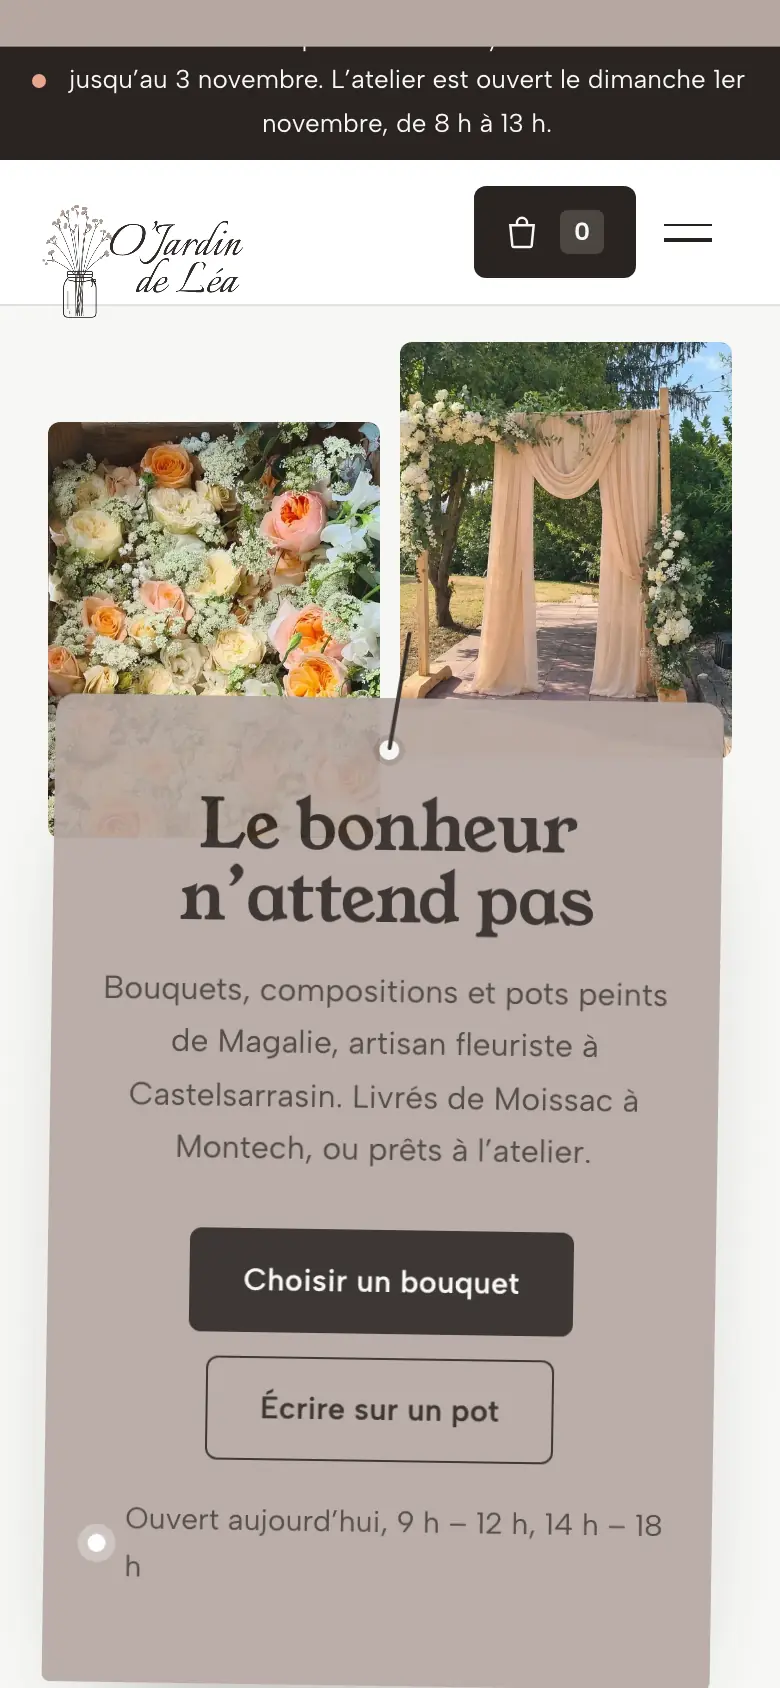 jusqu’au 3 novembre. L’atelier est ouvert le dimanche 1er
novembre, de 8 h à 13 h.
O’Jardin
de Léa
0
Le bonheur
n’attend pas
Bouquets, compositions et pots peints
de Magalie, artisan fleuriste à
Castelsarrasin. Livrés de Moissac à
Montech, ou prêts à l’atelier.
Choisir un bouquet
Écrire sur un pot
Ouvert aujourd’hui, 9 h – 12 h, 14 h – 18
h